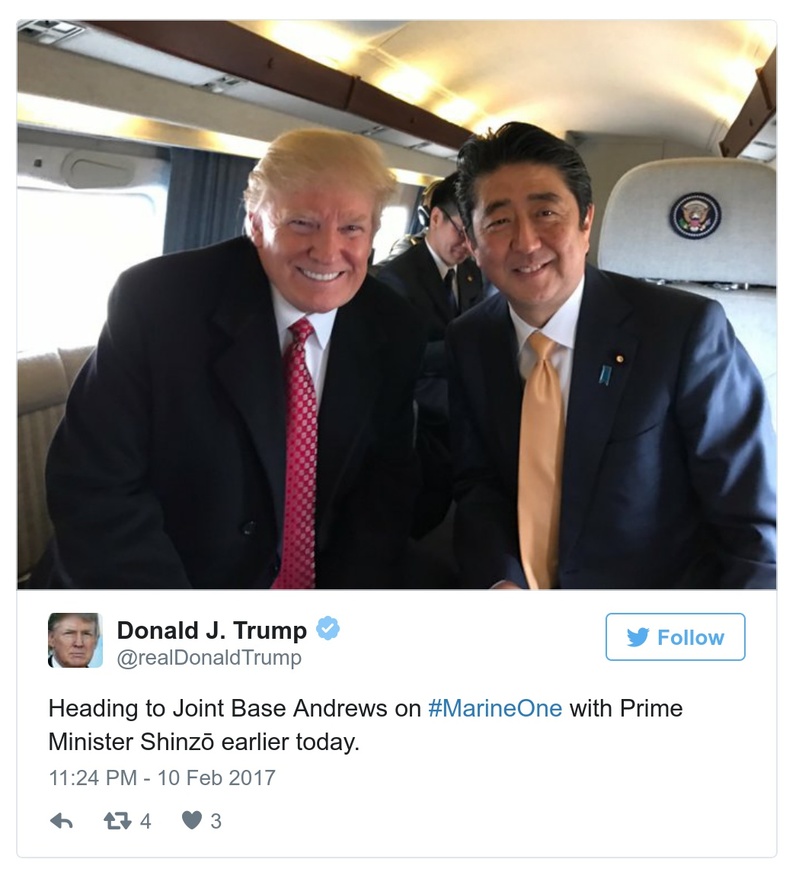 Donald J. Trump
Follow
@realDonaldTrump
Heading to Joint Base Andrews on #MarineOne with Prime
Minister Shinzō earlier today.
11:24 PM - 10 Feb 2017
4 3